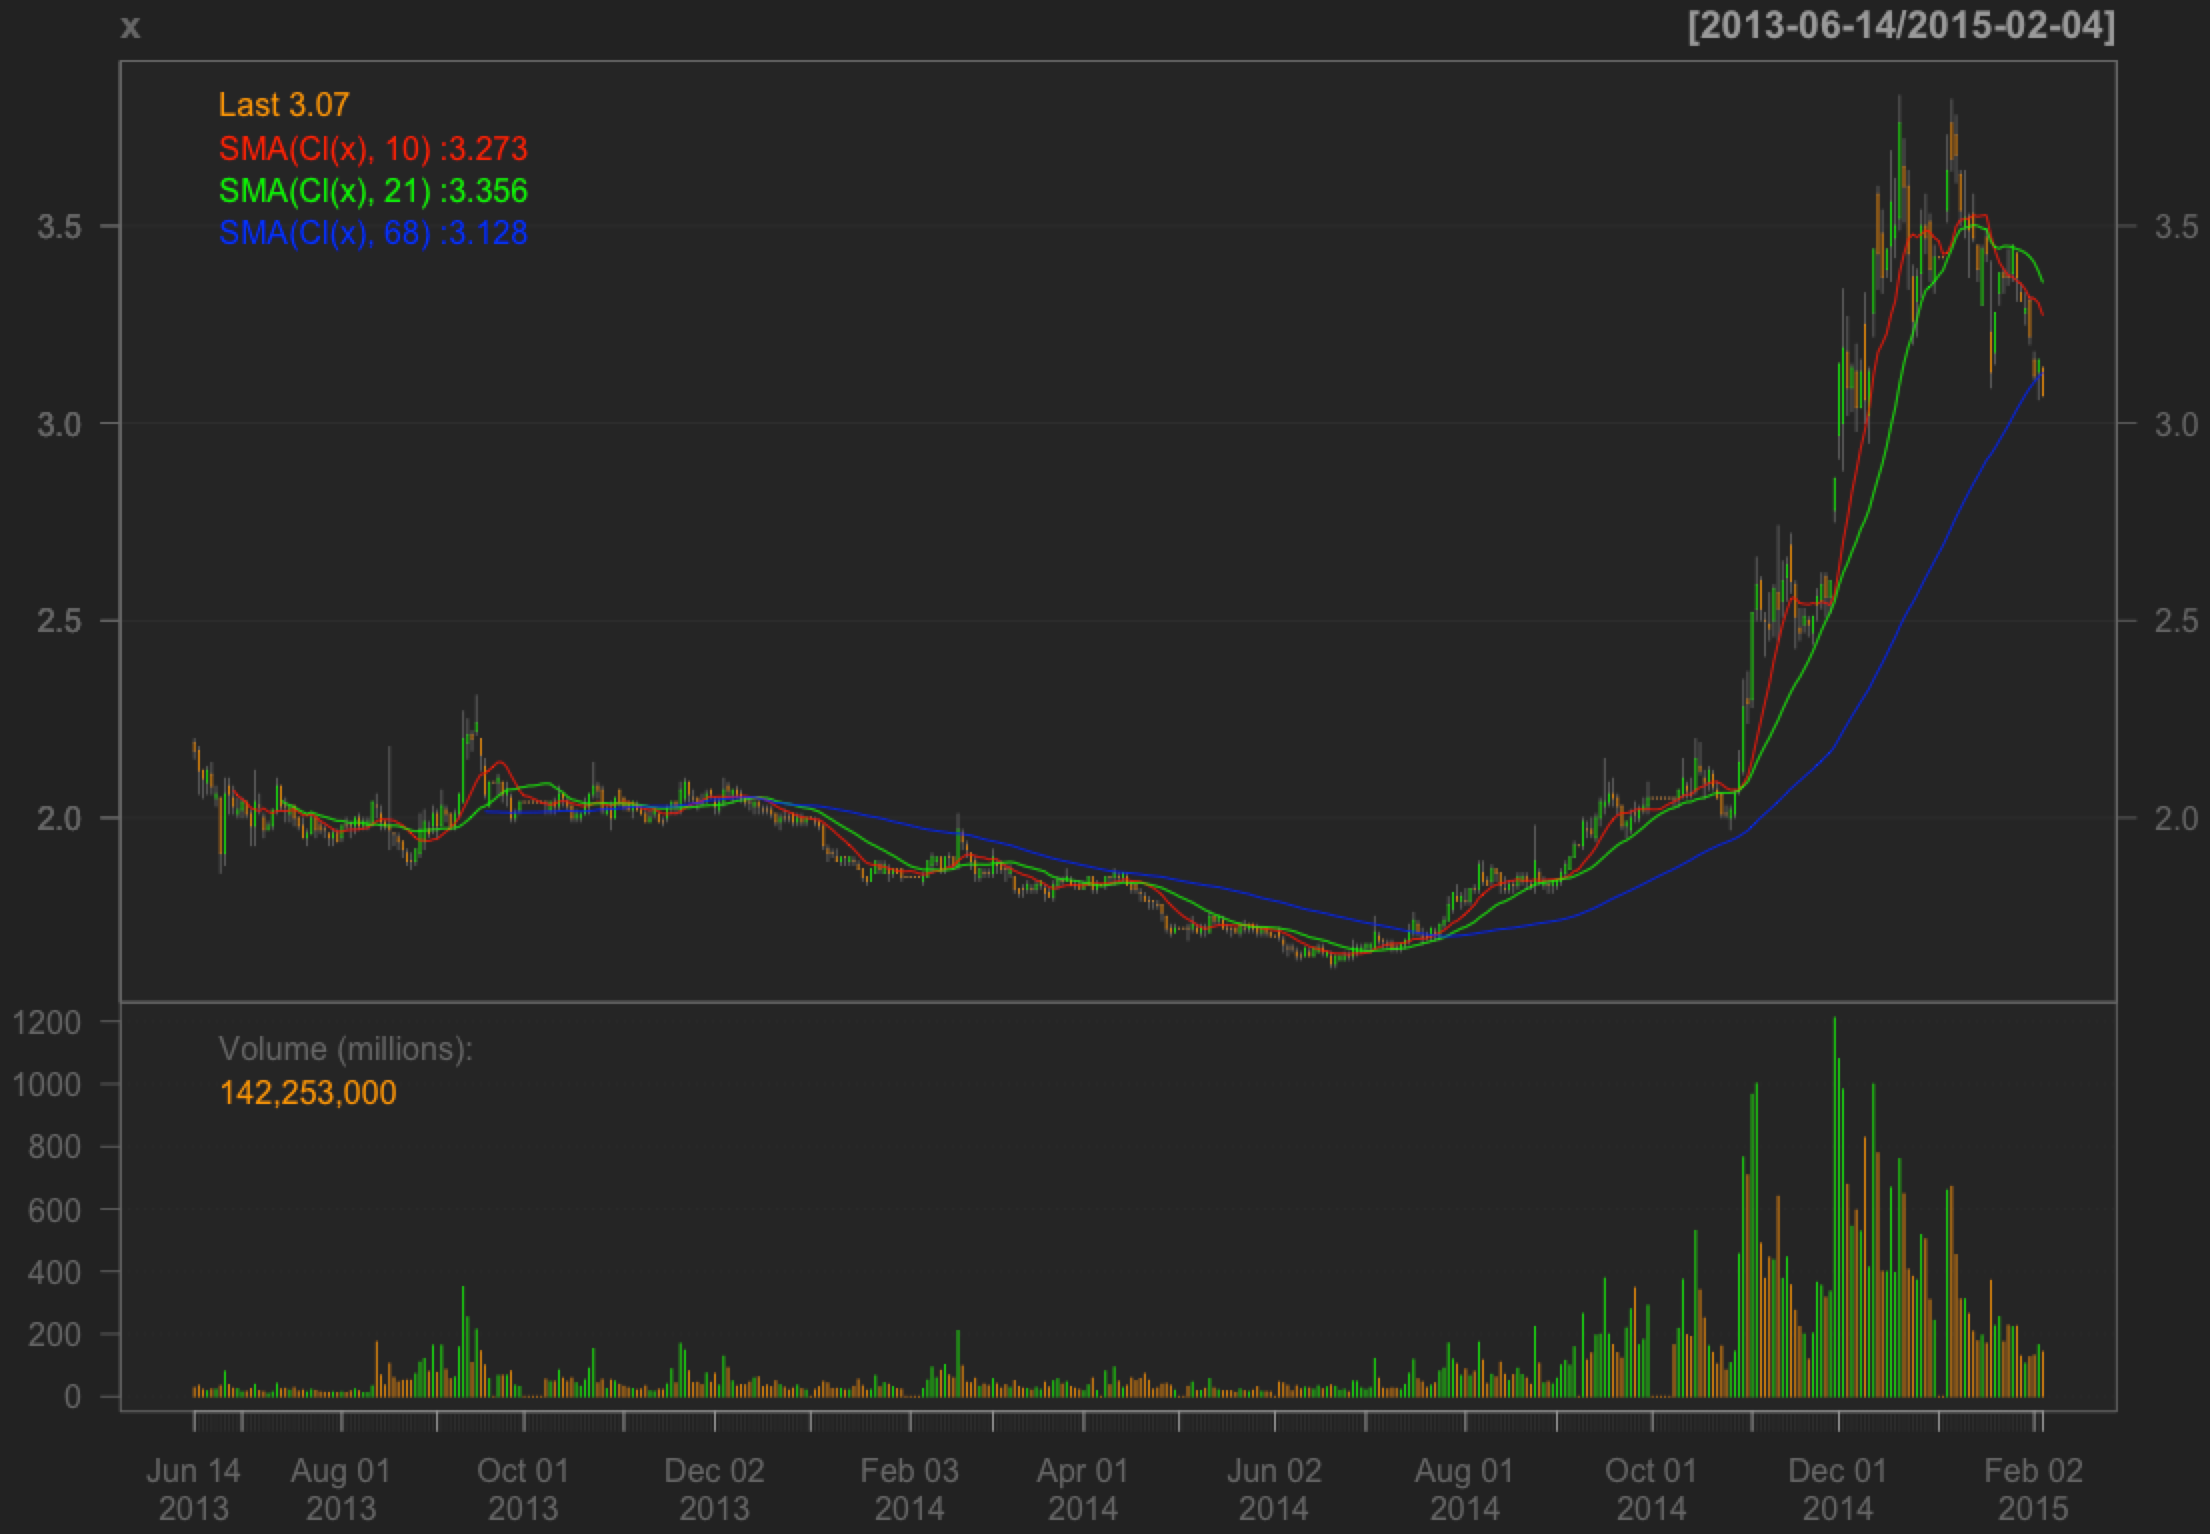 x
[2013-06-14/2015-02-04]
Last 3.07
SMA(Cl(x), 10) :3.273
SMA(Cl(x), 21) :3.356
SMA(Cl(x), 68) :3.128
3.5 3.5
3.0 3.0
2.5 2.5
2.0 2.0
1200
Volume (millions):
1000
142,253,000
800
600
400
200
0
Jun 14 Aug 01 Oct 01 Dec 02 Feb 03 Apr 01 Jun 02 Aug 01 Oct 01 Dec 01 Feb 02
2013 2013 2013 2013 2014 2014 2014 2014 2014 2014 2015